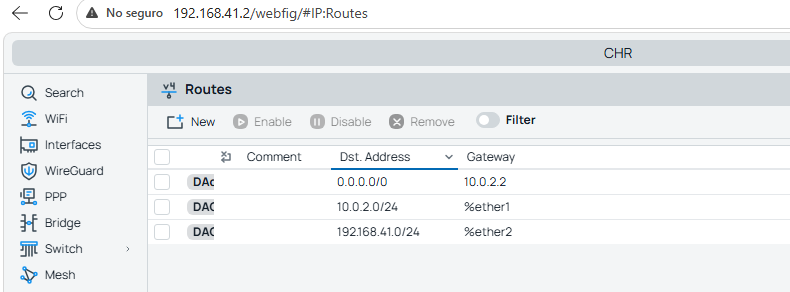 No seguro 192.168.41.2/webfig/#IP:Routes
CHR
Search
WiFi
Interfaces
WireGuard
PPP
Bridge
Switch
Mesh
v4 Routes
New Enable Disable Remove Filter
Comment Dst. Address Gateway
DAd 0.0.0.0/0 10.0.2.2
DAC 10.0.2.0/24 %ether1
DAC 192.168.41.0/24 %ether2